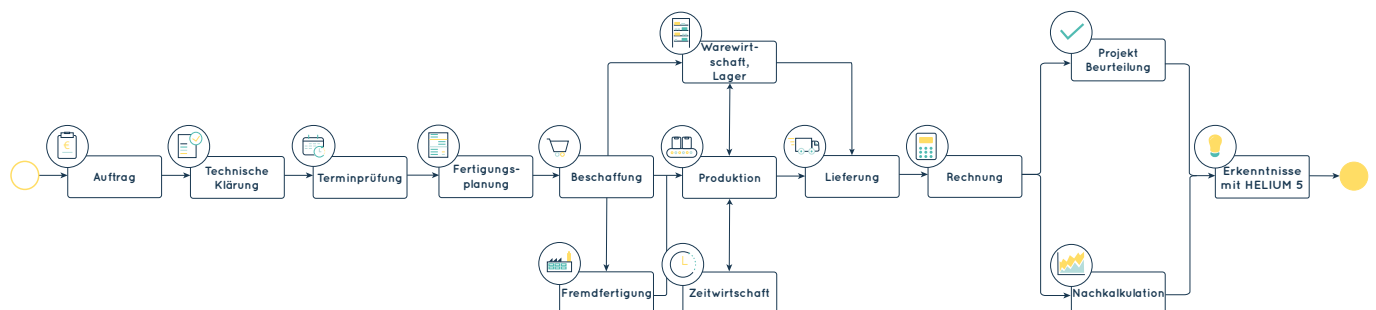 Auftrag
Technische
Klärung
Terminprüfung
Fertigungs-
planung
Beschaffung
Fremdfertigung
Warewirt-
schaft,
Lager
Produktion
Zeitwirtschaft
Lieferung
Rechnung
Projekt
Beurteilung
Nachkalkulation
Erkenntnisse
mit HELIUM 5